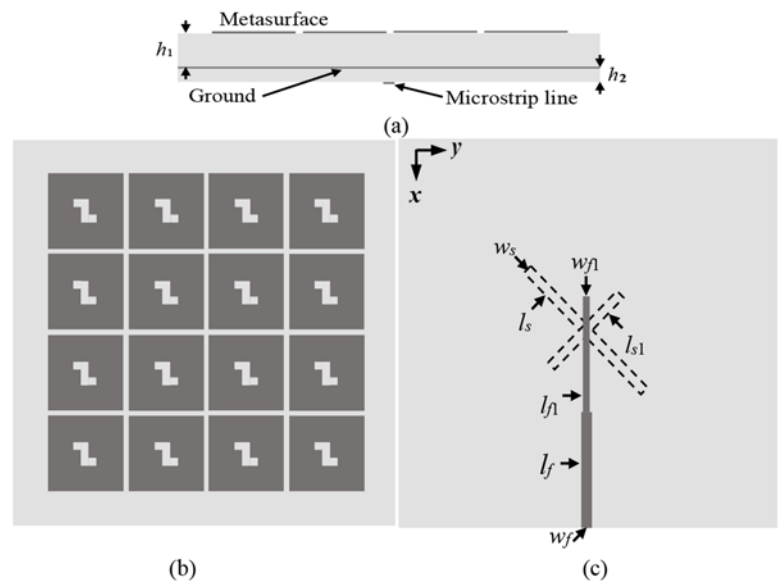 Metasurface
h1
h2
Ground
Microstrip line
(a)
y
x
ws
wf1
ls
ls1
lf1
lf
wf
(b)
(c)